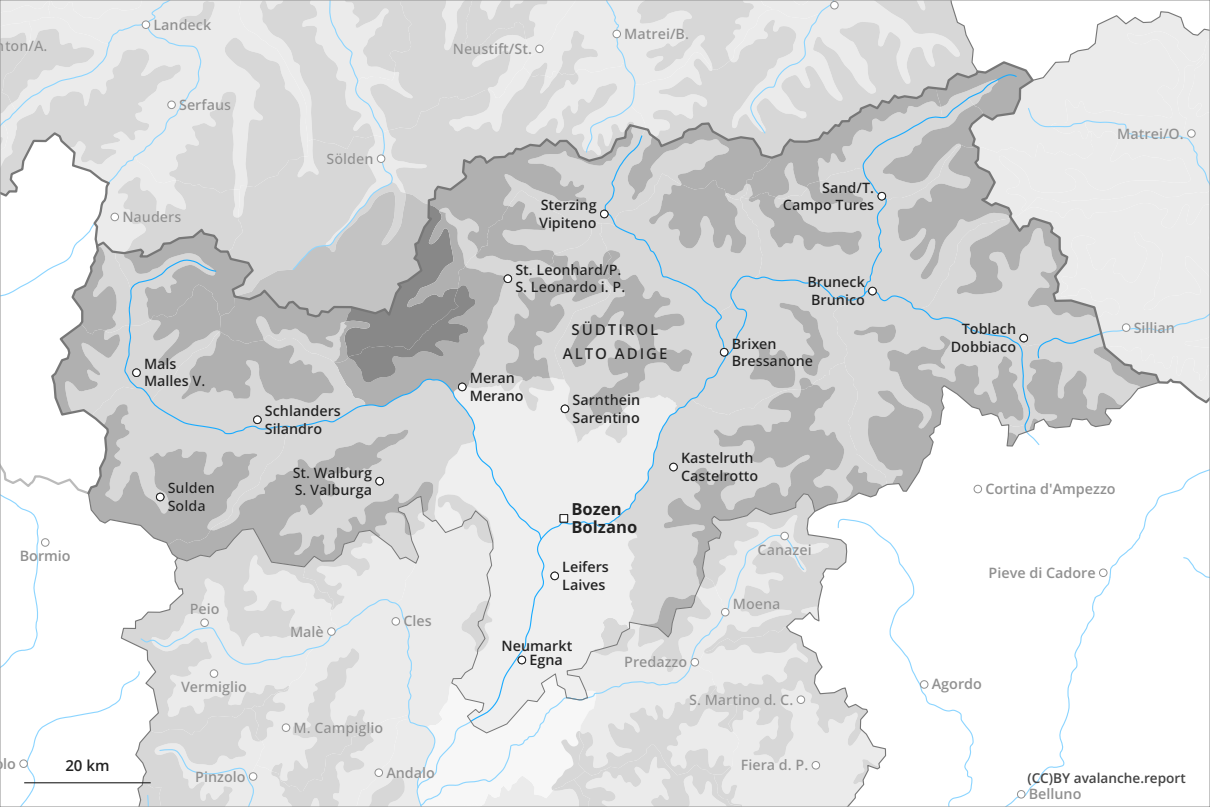 Landeck
Matrei/B.
nton/A.
Neustift/St.
Serfaus
Matrei/O.
Sölden
Sand/T.
Campo Tures
Sterzing
Vipiteno
Nauders
St. Leonhard/P.
S. Leonardo i. P.
Bruneck
Brunico
SÜDTIROL
ALTO ADIGE
Toblach
Dobbiaco
Sillian
Brixen
Bressanone
Mals
Malles V.
Meran
Merano
Sarnthein
Sarentino
Schlanders
Silandro
Kastelruth
Castelrotto
St. Walburg
S. Valburga
Sulden
Solda
Cortina d'Ampezzo
Bozen
Bolzano
Canazei
Bormio
Leifers
Laives
Pieve di Cadore
Peio
Moena
Malè
Cles
Neumarkt
Egna
Predazzo
Vermiglio
Agordo
S. Martino d. C.
M. Campiglio
20 km
olo
Pinzolo
Andalo
Fiera d. P.
(CC)BY avalanche.report
Belluno